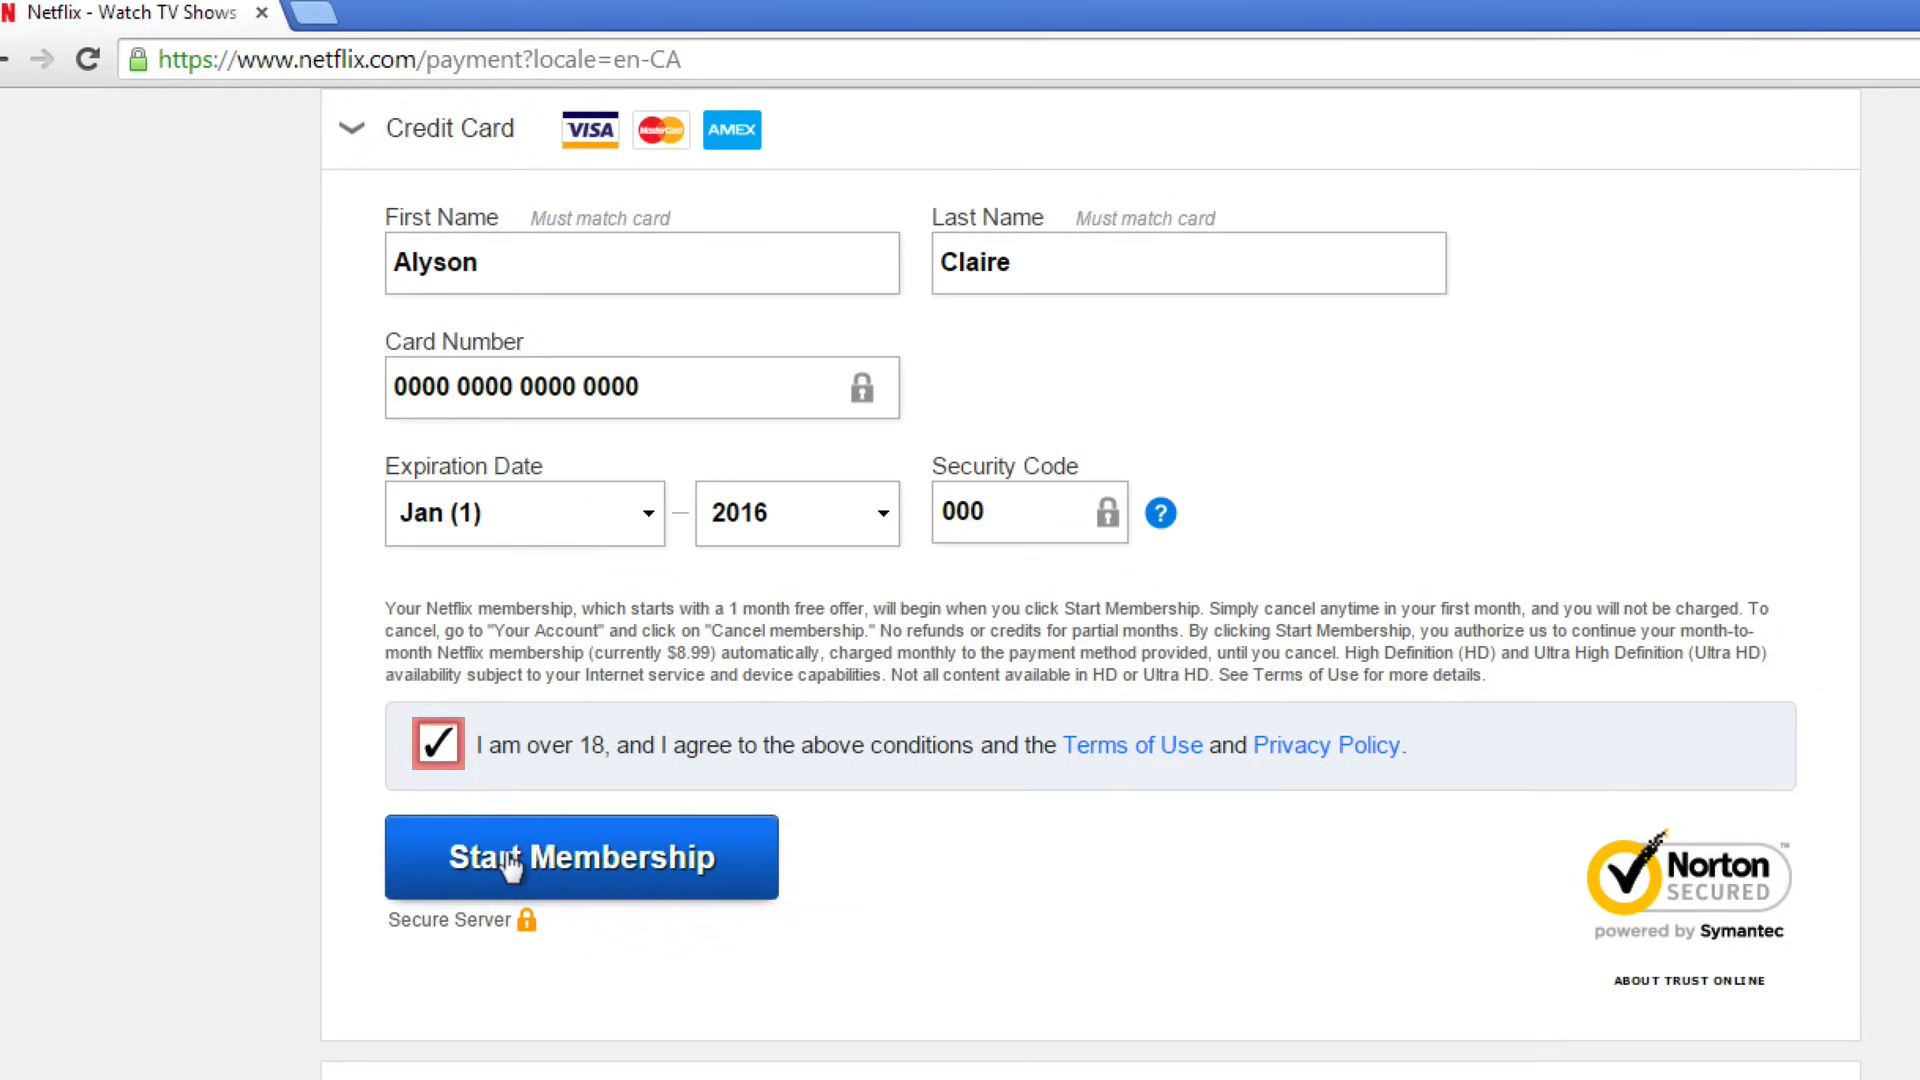 Netflix - Watch TV Shows
https://www.netflix.com/payment?locale=en-CA
Credit Card VISA MasterCard AMEX
First Name Must match card Last Name Must match card
Alyson Claire
Card Number
0000 0000 0000 0000
Expiration Date Security Code
Jan (1) 2016 000 ?
Your Netflix membership, which starts with a 1 month free offer, will begin when you click Start Membership. Simply cancel anytime in your first month, and you will not be charged. To
cancel, go to "Your Account" and click on "Cancel membership." No refunds or credits for partial months. By clicking Start Membership, you authorize us to continue your month-to-
month Netflix membership (currently $8.99) automatically, charged monthly to the payment method provided, until you cancel. High Definition (HD) and Ultra High Definition (Ultra HD)
availability subject to your Internet service and device capabilities. Not all content available in HD or Ultra HD. See Terms of Use for more details.
I am over 18, and I agree to the above conditions and the Terms of Use and Privacy Policy.
Start Membership
Secure Server
Norton
SECURED
™
powered by Symantec
ABOUT TRUST ONLINE